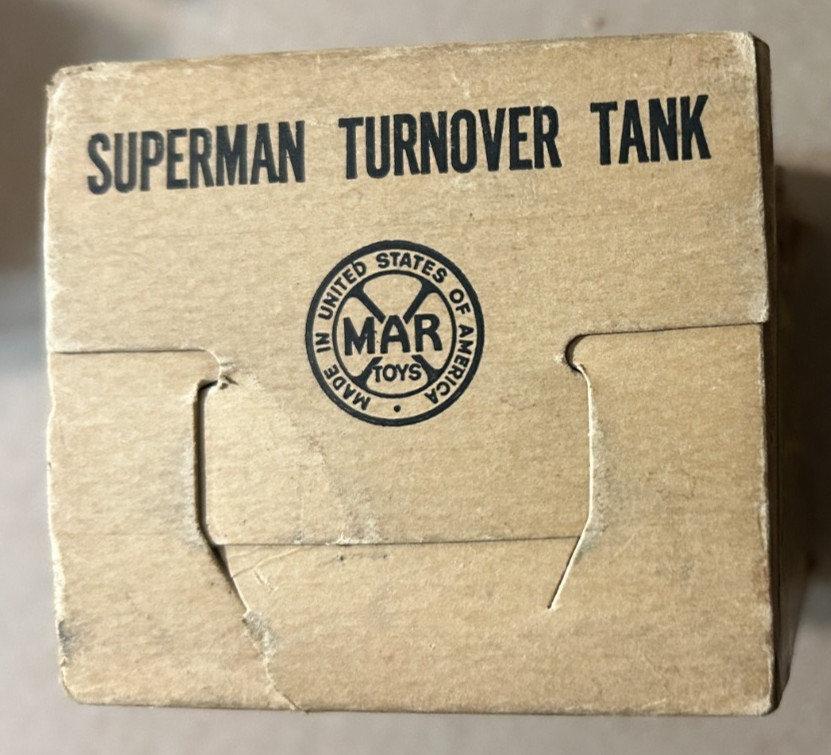 SUPERMAN TURNOVER TANK
MADE IN UNITED STATES OF AMERICA
MAR
TOYS